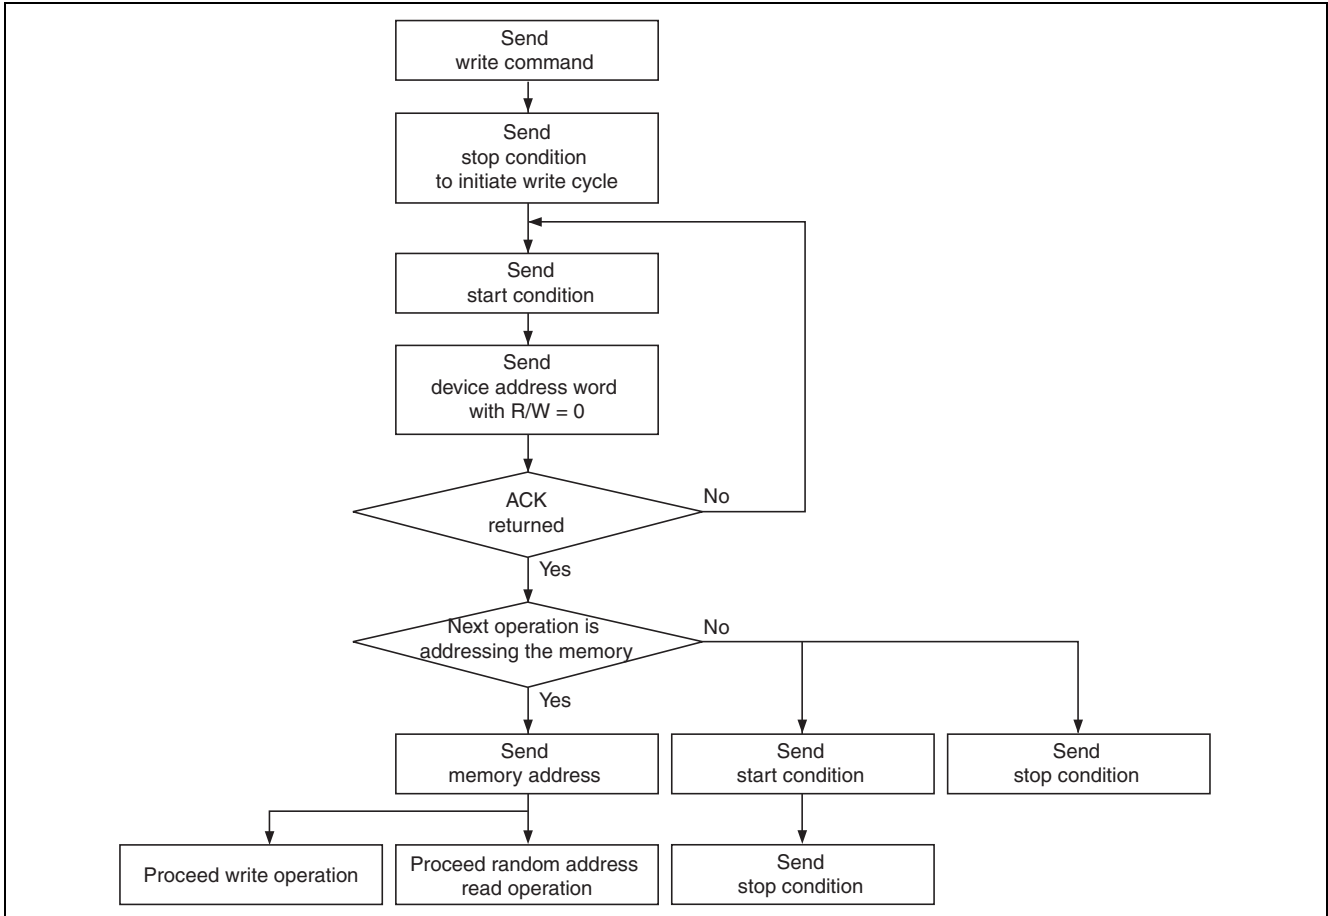 Send
write command
Send
stop condition
to initiate write cycle
Send
start condition
Send
device address word
with R/W = 0
ACK
returned
No
Yes
Next operation is
addressing the memory
No
Yes
Send
memory address
Send
start condition
Send
stop condition
Proceed write operation
Proceed random address
read operation
Send
stop condition